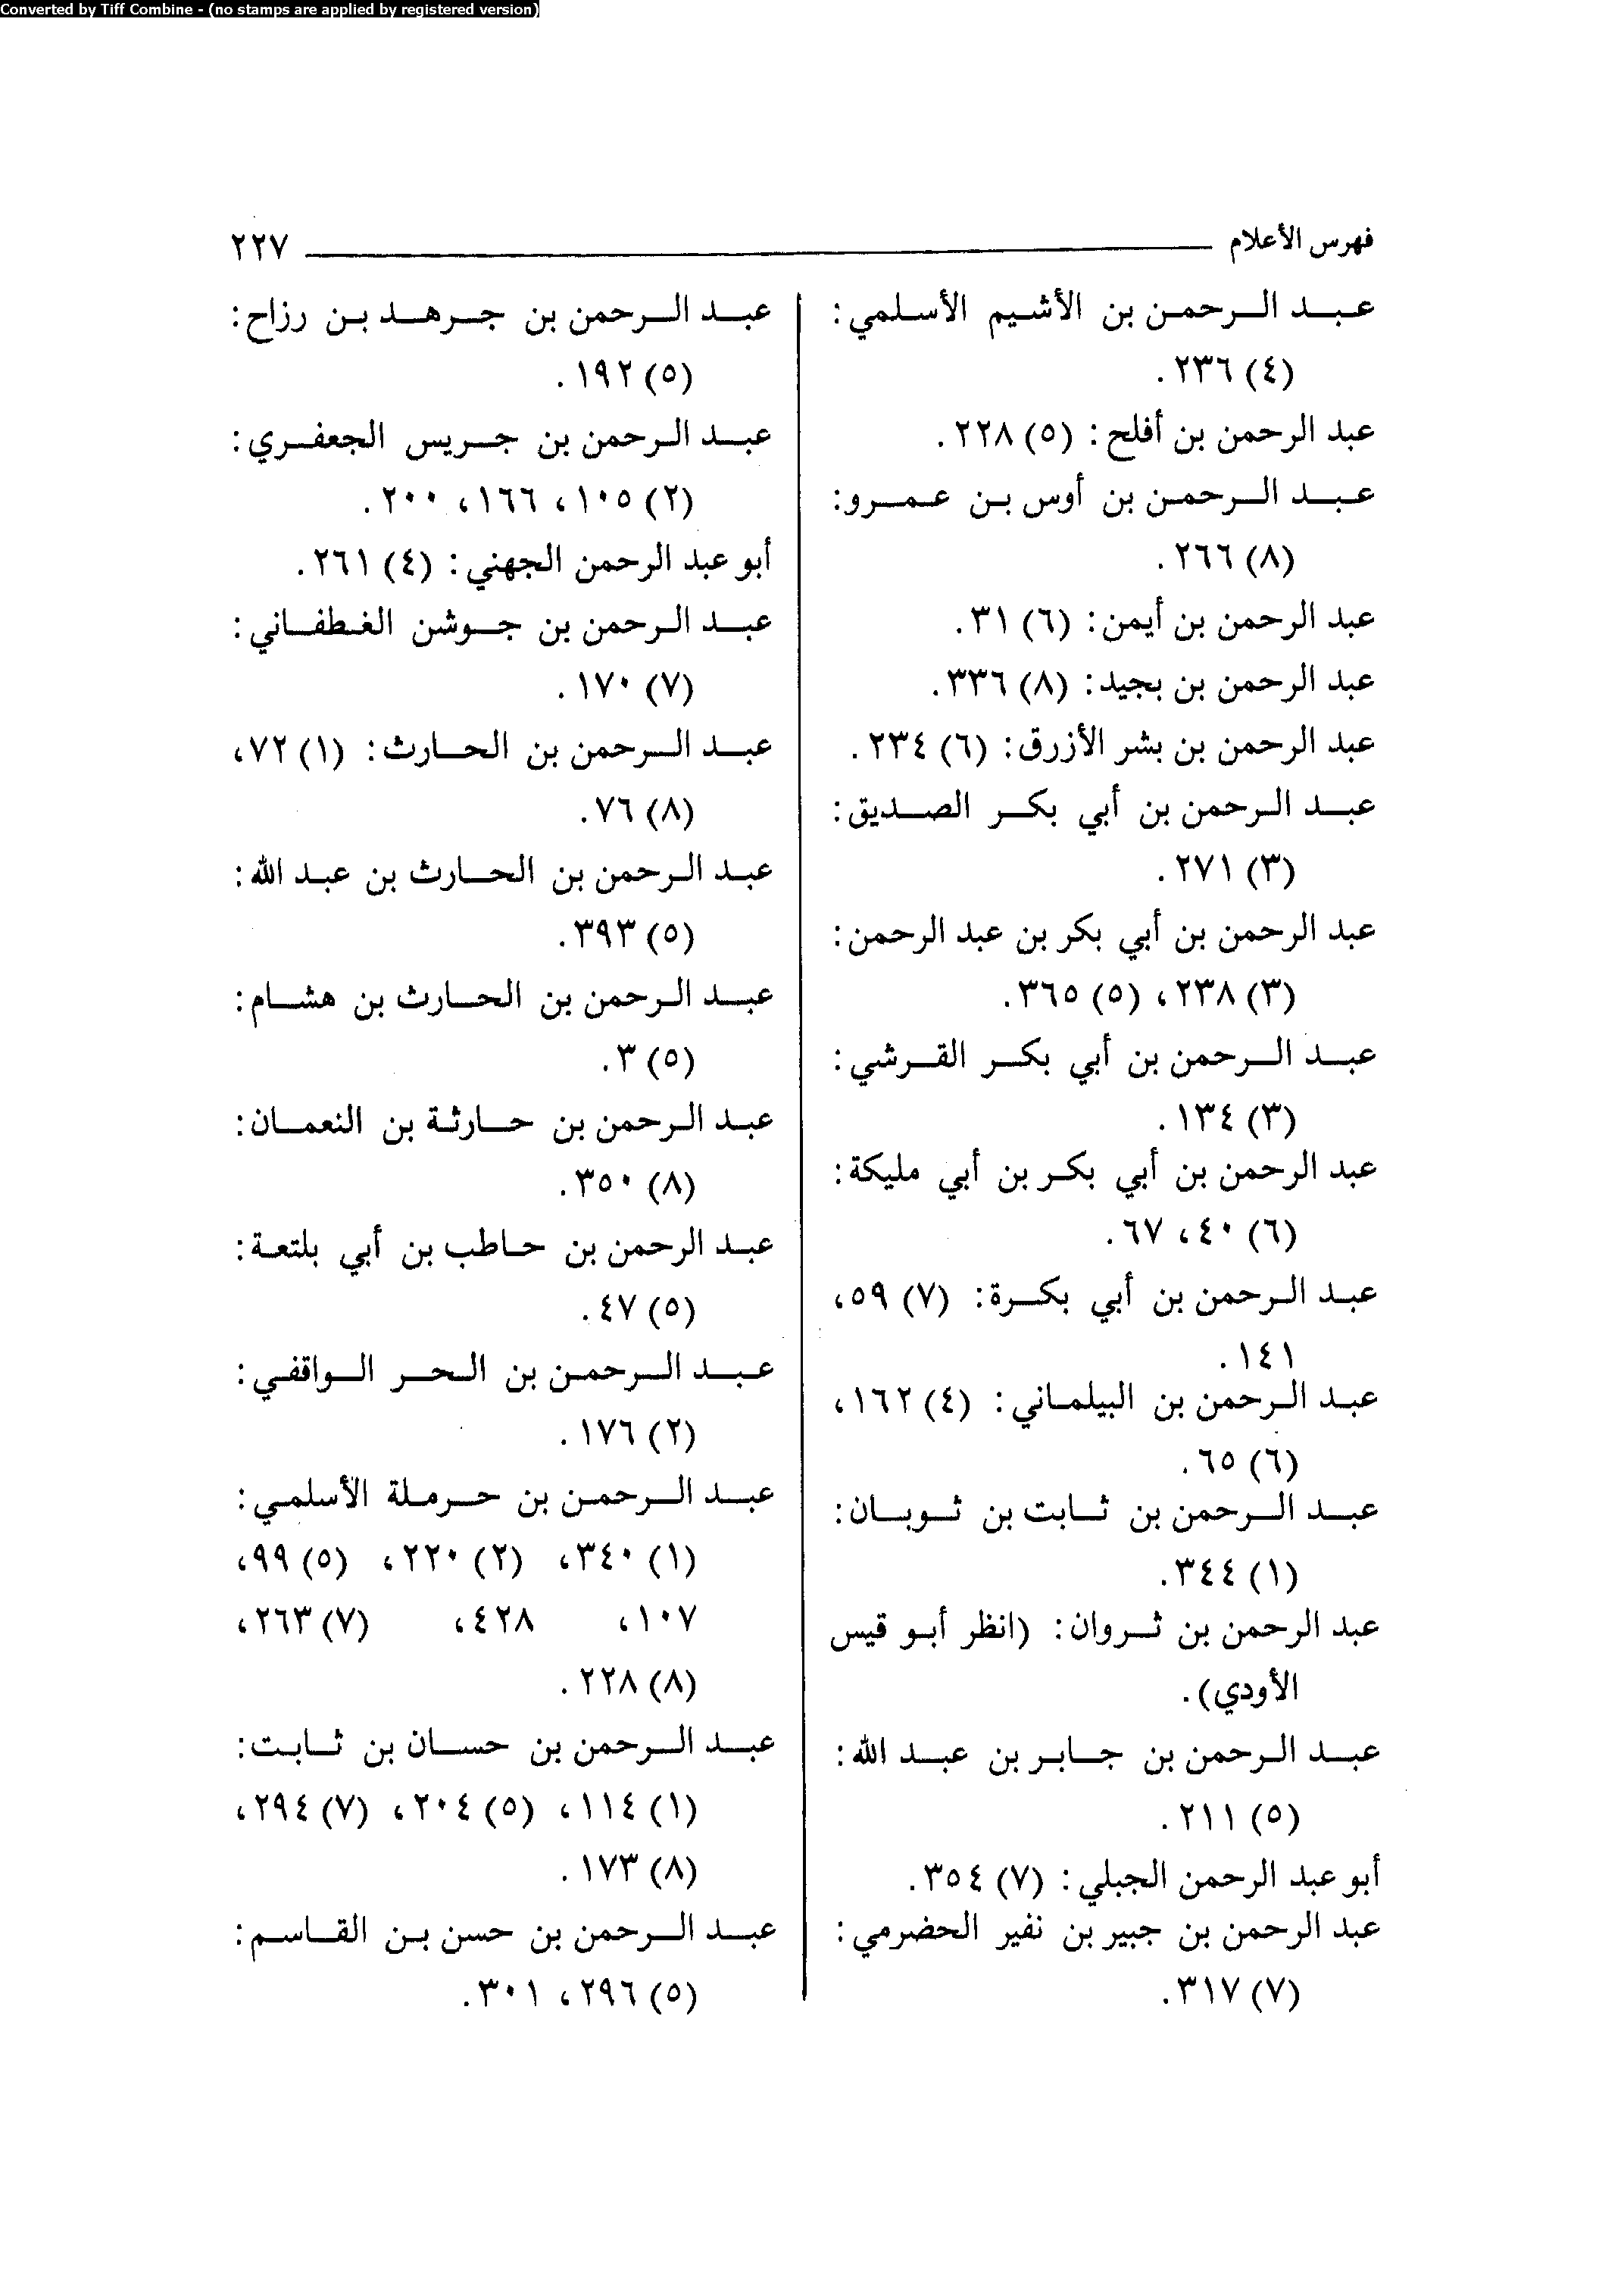 Converted by Tiff Combine - (no stamps are applied by registered version)
فهرس الأعلام ٢٢٧
عبد الرحمن بن الأشيم الأسلمي:
(٤) ٢٣٦.
عبد الرحمن بن أفلح: (٥) ٢٢٨.
عبد الرحمن بن أوس بن عمرو:
(٨) ٢٦٦.
عبد الرحمن بن أيمن: (٦) ٣١.
عبد الرحمن بن بجيد: (٨) ٣٣٦.
عبد الرحمن بن بشر الأزرق: (٦) ٢٣٤.
عبد الرحمن بن أبي بكر الصديق:
(٣) ٢٧١.
عبد الرحمن بن أبي بكر بن عبد الرحمن:
(٣) ٢٣٨، (٥) ٣٦٥.
عبد الرحمن بن أبي بكر القرشي:
(٣) ١٣٤.
عبد الرحمن بن أبي بكر بن أبي مليكة:
(٦) ٤٠، ٦٧.
عبد الرحمن بن أبي بكرة: (٧) ٥٩،
١٤١.
عبد الرحمن بن البيلماني: (٤) ١٦٢،
(٦) ٦٥.
عبد الرحمن بن ثابت بن ثوبان:
(١) ٣٤٤.
عبد الرحمن بن ثروان: (انظر أبو قيس
الأودي).
عبد الرحمن بن جابر بن عبد الله:
(٥) ٢١١.
أبو عبد الرحمن الجبلي: (٧) ٣٥٤.
عبد الرحمن بن جبير بن نفير الحضرمي:
(٧) ٣١٧.
عبد الرحمن بن جرهد بن رزاح:
(٥) ١٩٢.
عبد الرحمن بن جريس الجعفري:
(٢) ١٠٥، ١٦٦، ٢٠٠.
أبو عبد الرحمن الجهني: (٤) ٢٦١.
عبد الرحمن بن جوشن الغطفاني:
(٧) ١٧٠.
عبد الرحمن بن الحارث: (١) ٧٢،
(٨) ٧٦.
عبد الرحمن بن الحارث بن عبد الله:
(٥) ٣٩٣.
عبد الرحمن بن الحارث بن هشام:
(٥) ٣.
عبد الرحمن بن حارثة بن النعمان:
(٨) ٣٥٠.
عبد الرحمن بن حاطب بن أبي بلتعة:
(٥) ٤٧.
عبد الرحمن بن الحر الواقفي:
(٢) ١٧٦.
عبد الرحمن بن حرملة الأسلمي:
(١) ٣٤٠، (٢) ٢٢٠، (٥) ٩٩،
١٠٧، ٤٢٨، (٧) ٢٦٣،
(٨) ٢٢٨.
عبد الرحمن بن حسان بن ثابت:
(١) ١١٤، (٥) ٢٠٤، (٧) ٢٩٤،
(٨) ١٧٣.
عبد الرحمن بن حسن بن القاسم:
(٥) ٢٩٦، ٣٠١.